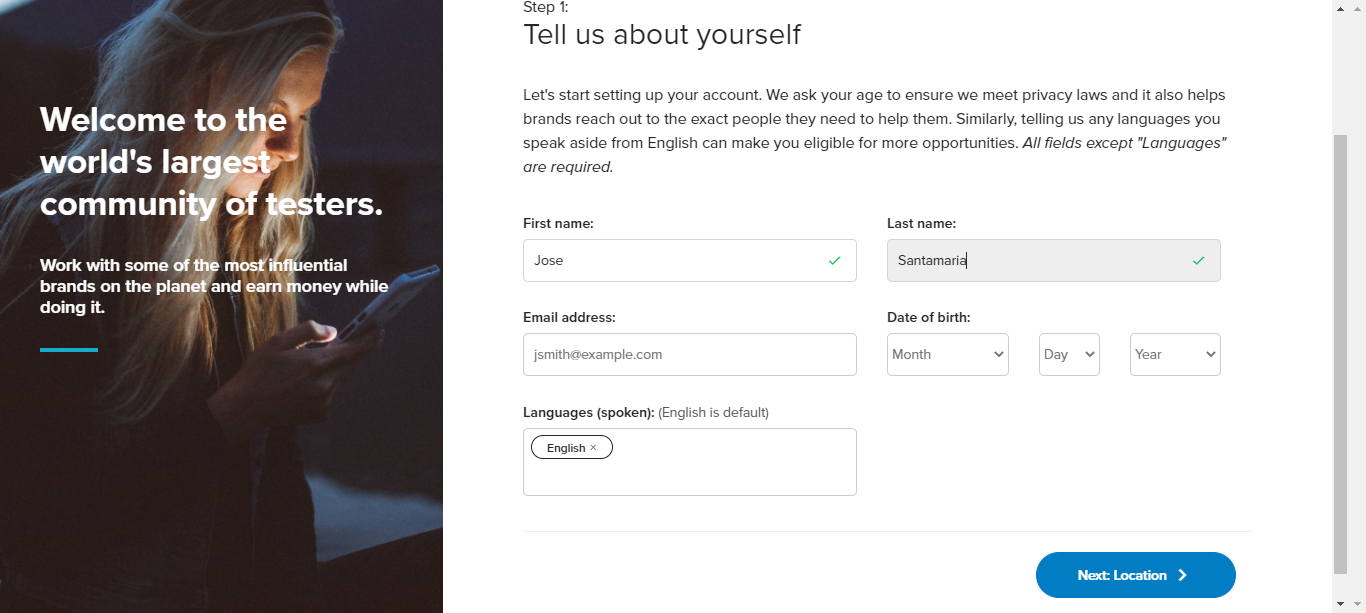 Welcome to the
world's largest
community of testers.
Work with some of the most influential
brands on the planet and earn money while
doing it.
Step 1:
Tell us about yourself
Let's start setting up your account. We ask your age to ensure we meet privacy laws and it also helps
brands reach out to the exact people they need to help them. Similarly, telling us any languages you
speak aside from English can make you eligible for more opportunities. All fields except "Languages"
are required.
First name:
Last name:
Jose
Santamaria
Email address:
Date of birth:
jsmith@example.com
Month
Day
Year
Languages (spoken): (English is default)
English ×
Next: Location